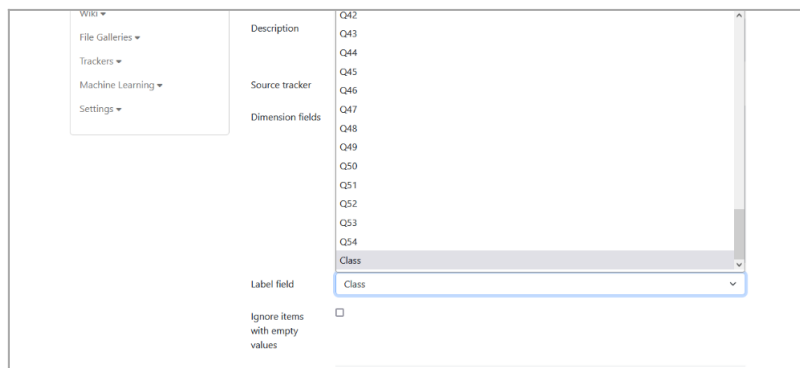 Wiki
File Galleries
Trackers
Machine Learning
Settings
Description
Source tracker
Dimension fields
Q42
Q43
Q44
Q45
Q46
Q47
Q48
Q49
Q50
Q51
Q52
Q53
Q54
Class
Label field
Class
Ignore items
with empty
values